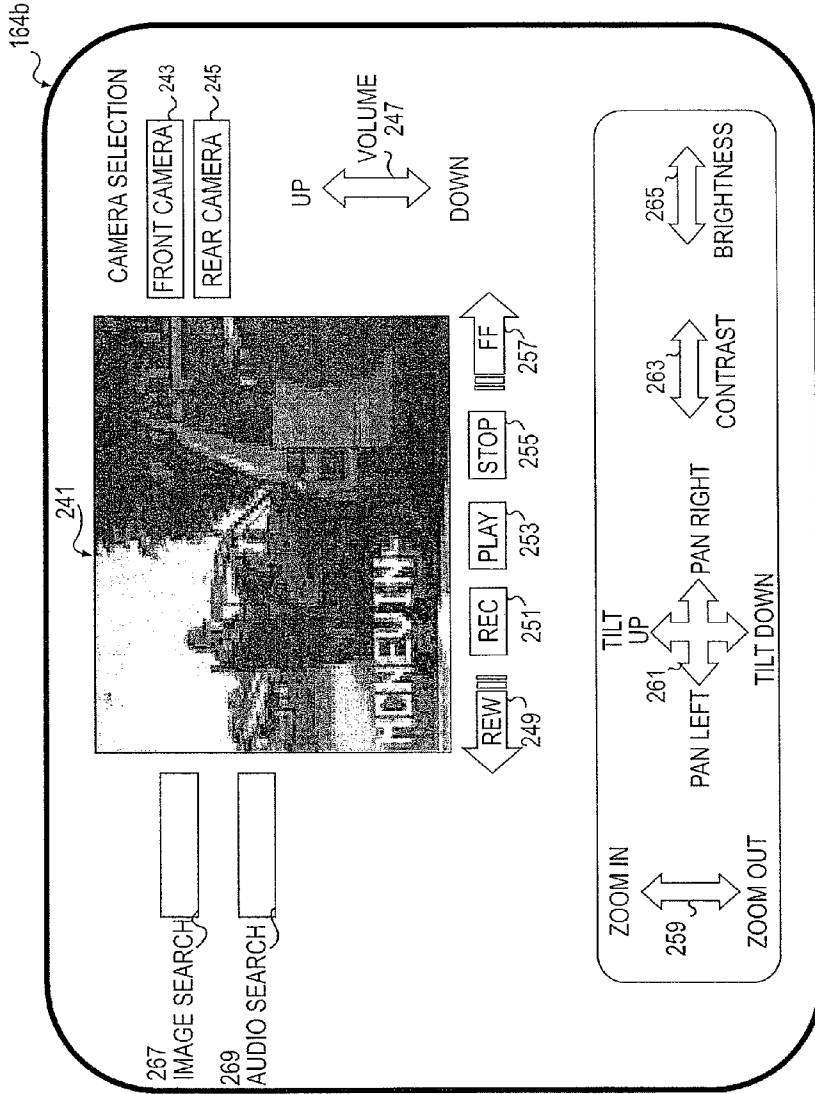 164b
CAMERA SELECTION
FRONT CAMERA
243
REAR CAMERA
245
267
IMAGE SEARCH
269
AUDIO SEARCH
241
UP
VOLUME
247
DOWN
REW
REC
PLAY
STOP
FF
249
251
253
255
257
ZOOM IN
259
ZOOM OUT
TILT
UP
261
PAN LEFT
PAN RIGHT
TILT DOWN
263
CONTRAST
265
BRIGHTNESS